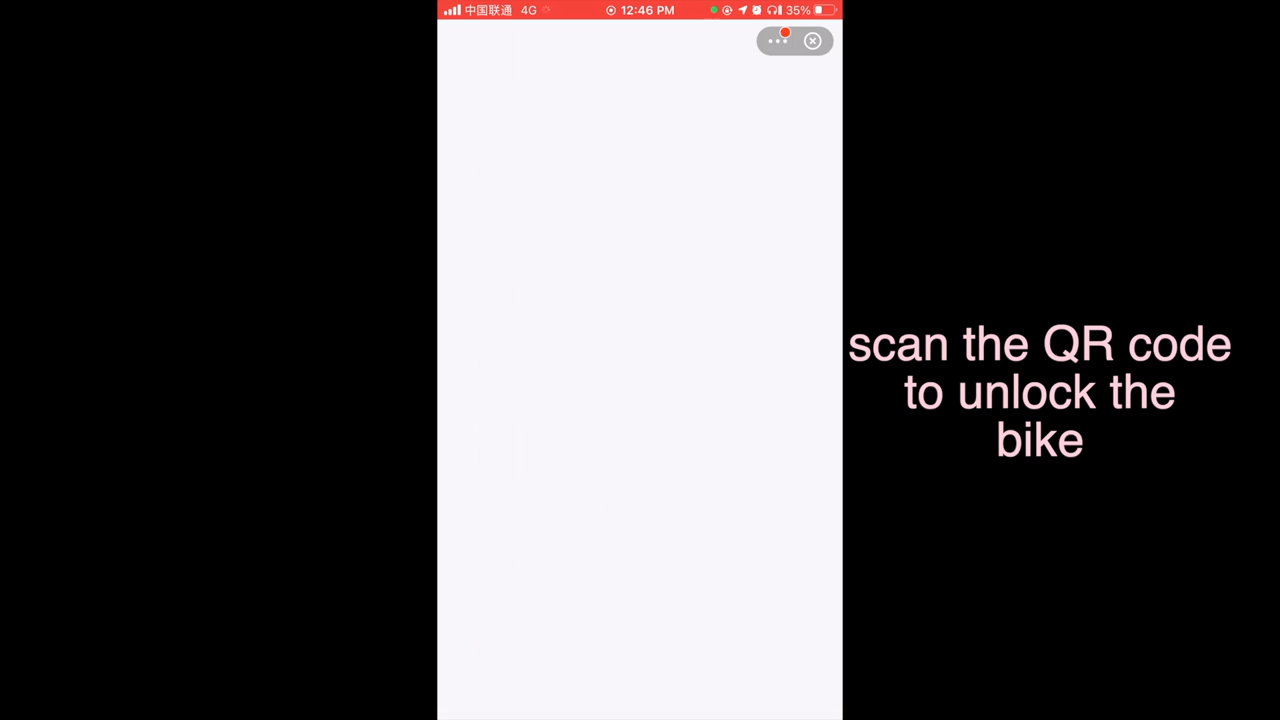 中国联通 4G 12:46 PM 35%
scan the QR code
to unlock the
bike